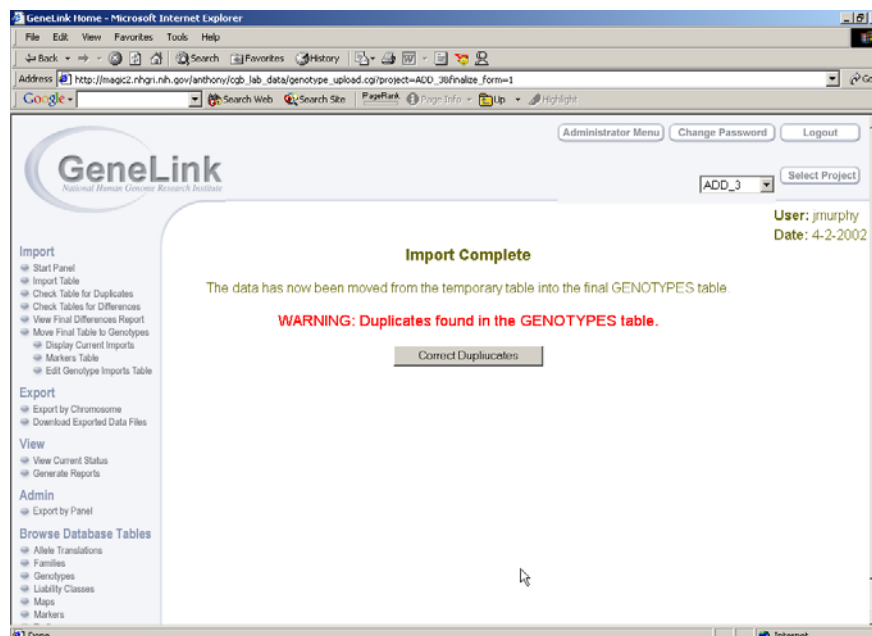 GeneLink Home - Microsoft Internet Explorer
File Edit View Favorites Tools Help
Back Search Favorites History
Address http://magic2.nhgri.nih.gov/anthony/cgb_lab_data/genotype_upload.cgi?project=ADD_3&finalize_form=1
Google Search Web Search Site PageRank Page Info Up Highlight
Administrator Menu Change Password Logout
GeneLink
National Human Genome Research Institute
ADD_3 Select Project
User: jmurphy
Date: 4-2-2002
Import
Start Panel
Import Table
Check Table for Duplicates
Check Tables for Differences
View Final Differences Report
Move Final Table to Genotypes
Display Current Imports
Markers Table
Edit Genotype Imports Table
Export
Export by Chromosome
Download Exported Data Files
View
View Current Status
Generate Reports
Admin
Export by Panel
Browse Database Tables
Allele Translations
Families
Genotypes
Liability Classes
Maps
Markers
Import Complete
The data has now been moved from the temporary table into the final GENOTYPES table.
WARNING: Duplicates found in the GENOTYPES table.
Correct Dupliucates
Done Internet